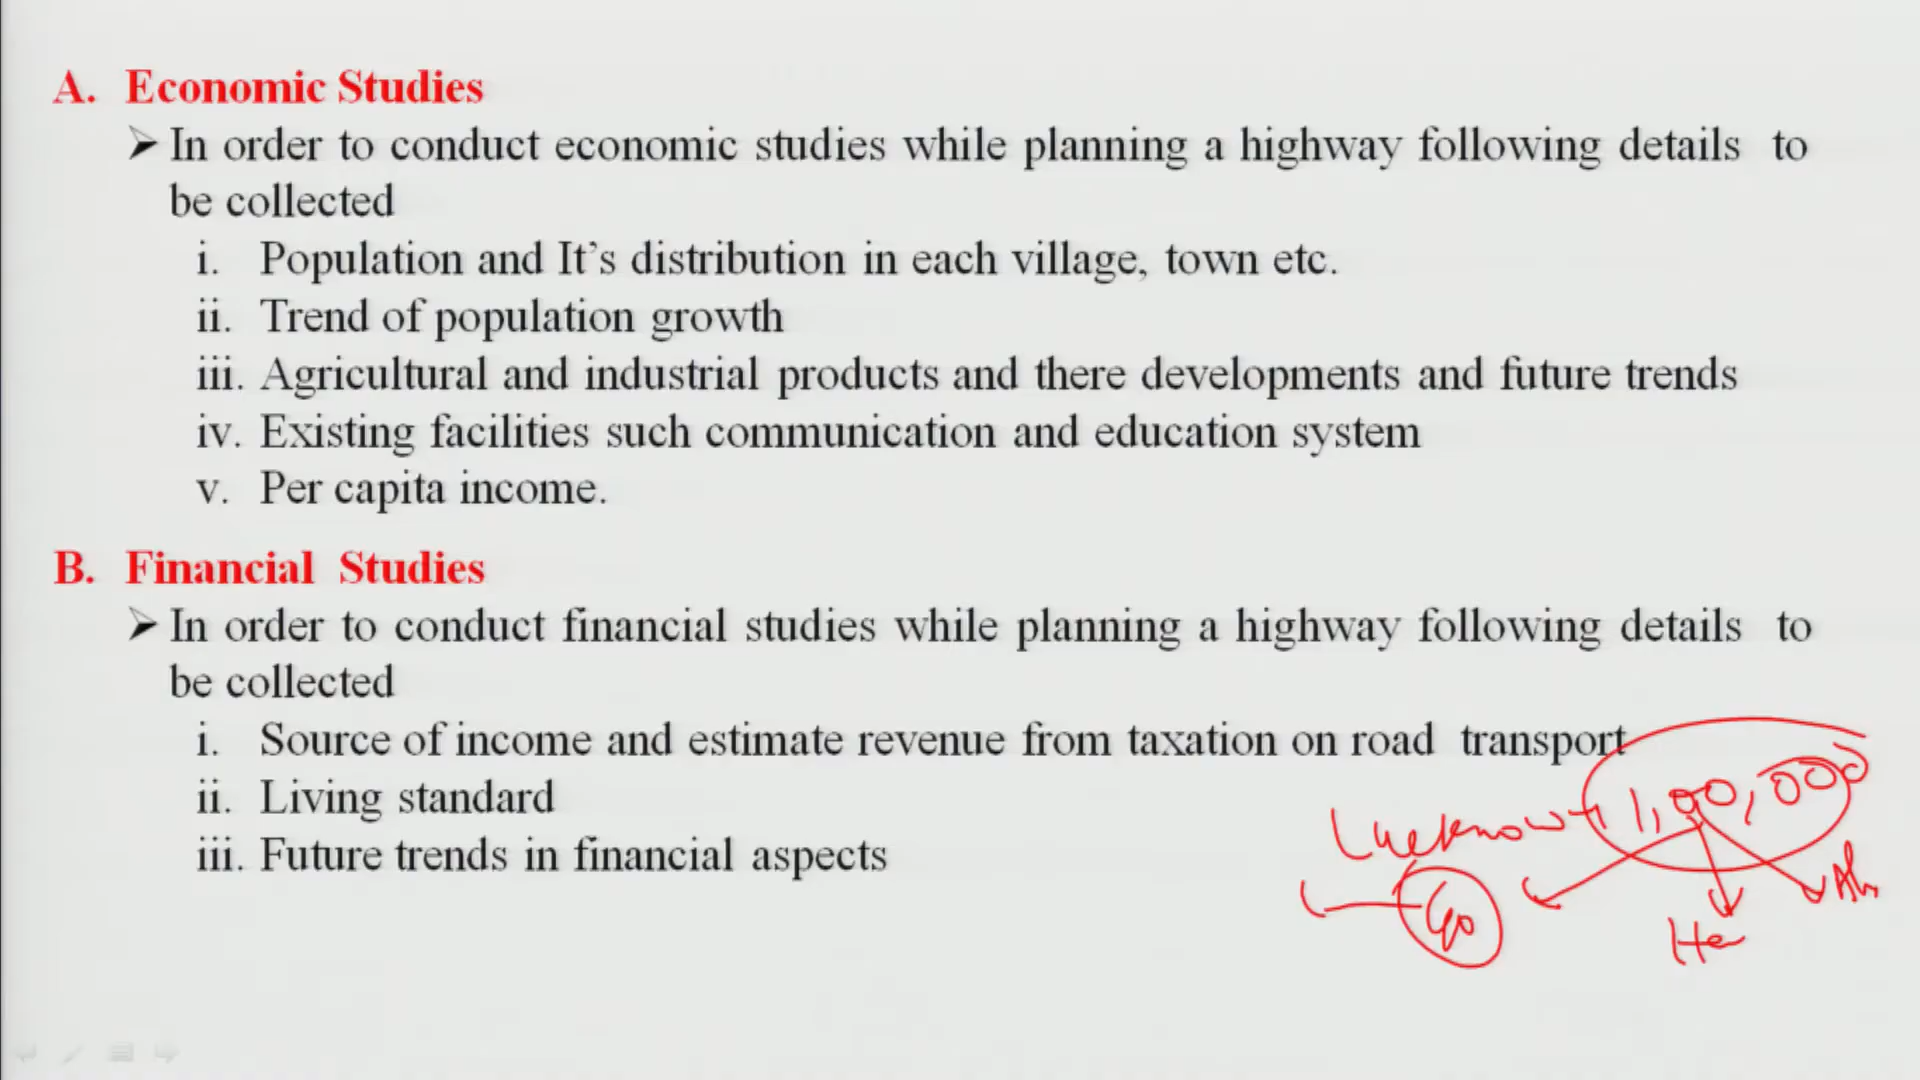 A. Economic Studies
➢ In order to conduct economic studies while planning a highway following details to
be collected
i. Population and It’s distribution in each village, town etc.
ii. Trend of population growth
iii. Agricultural and industrial products and there developments and future trends
iv. Existing facilities such communication and education system
v. Per capita income.
B. Financial Studies
➢ In order to conduct financial studies while planning a highway following details to
be collected
i. Source of income and estimate revenue from taxation on road transport
ii. Living standard
iii. Future trends in financial aspects
Lucknow 1,00,000